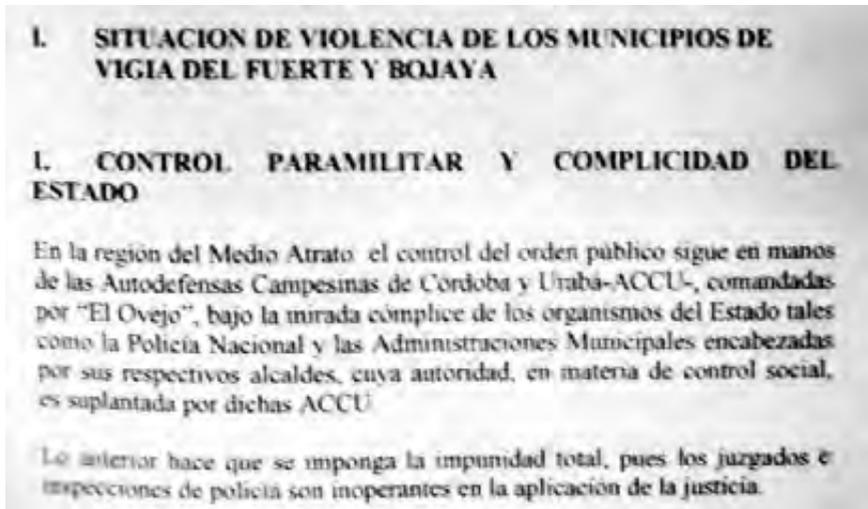 I. SITUACION DE VIOLENCIA DE LOS MUNICIPIOS DE
VIGIA DEL FUERTE Y BOJAYA
1. CONTROL PARAMILITAR Y COMPLICIDAD DEL
ESTADO
En la región del Medio Atrato el control del orden público sigue en manos
de las Autodefensas Campesinas de Córdoba y Urabá-ACCU-, comandadas
por "El Ovejo", bajo la mirada cómplice de los organismos del Estado tales
como la Policía Nacional y las Administraciones Municipales encabezadas
por sus respectivos alcaldes, cuya autoridad, en materia de control social,
es suplantada por dichas ACCU
Lo anterior hace que se imponga la impunidad total, pues los juzgados e
inspecciones de policía son inoperantes en la aplicación de la justicia.